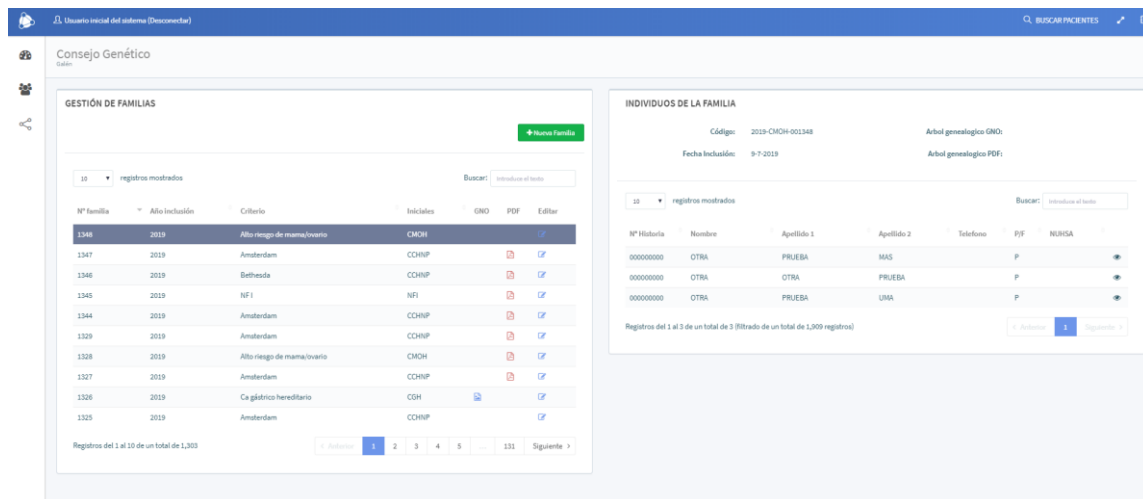 Usuario inicial del sistema (Desconectar) BUSCAR PACIENTES
Consejo Genético
Galén
GESTIÓN DE FAMILIAS
+Nueva Familia
10 registros mostrados Buscar: Introduce el texto
Nº familia Año inclusión Criterio Iniciales GNO PDF Editar
1348 2019 Alto riesgo de mama/ovario CMOH
1347 2019 Amsterdam CCHNP
1346 2019 Bethesda CCHNP
1345 2019 NF I NFI
1344 2019 Amsterdam CCHNP
1329 2019 Amsterdam CCHNP
1328 2019 Alto riesgo de mama/ovario CMOH
1327 2019 Amsterdam CCHNP
1326 2019 Ca gástrico hereditario CGH
1325 2019 Amsterdam CCHNP
Registros del 1 al 10 de un total de 1,303 < Anterior 1 2 3 4 5 ... 131 Siguiente >
INDIVIDUOS DE LA FAMILIA
Código: 2019-CMOH-001348 Arbol genealogico GNO:
Fecha Inclusión: 9-7-2019 Arbol genealogico PDF:
10 registros mostrados Buscar: Introduce el texto
Nº Historia Nombre Apellido 1 Apellido 2 Telefono P/F NUHSA
000000000 OTRA PRUEBA MAS P
000000000 OTRA OTRA PRUEBA P
000000000 OTRA PRUEBA UMA P
Registros del 1 al 3 de un total de 3 (filtrado de un total de 1,909 registros) < Anterior 1 Siguiente >